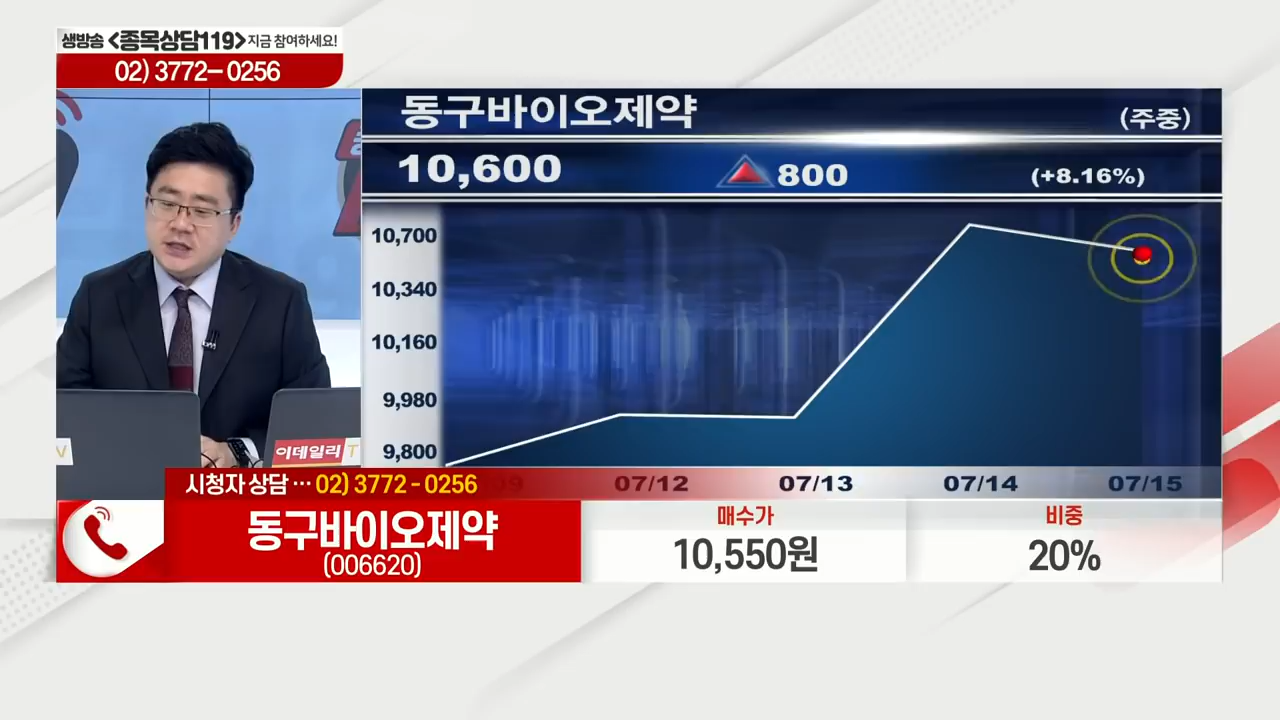 생방송 <종목상담119> 지금 참여하세요!
02) 3772-0256
동구바이오제약
(주중)
10,600
800
(+8.16%)
10,700
10,340
10,160
9,980
9,800
07/12
07/13
07/14
07/15
이데일리 T
시청자 상담 ··· 02) 3772-0256
동구바이오제약
(006620)
매수가
10,550원
비중
20%